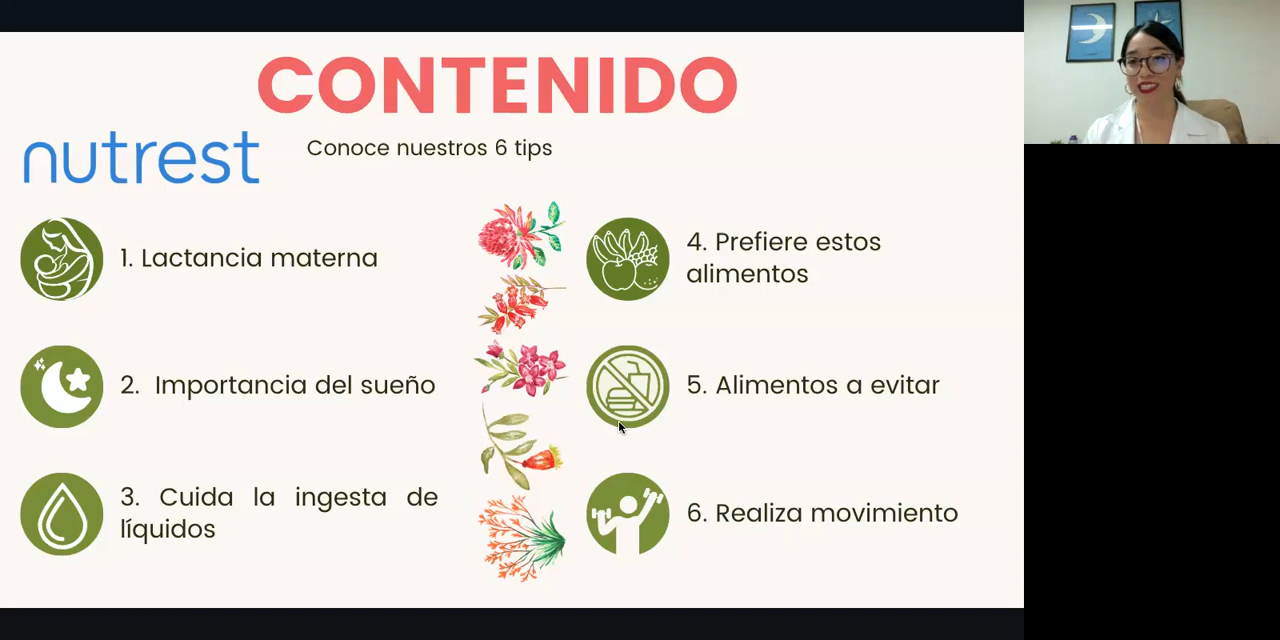 CONTENIDO
nutrest
Conoce nuestros 6 tips
1. Lactancia materna
2. Importancia del sueño
3. Cuida la ingesta de
líquidos
4. Prefiere estos
alimentos
5. Alimentos a evitar
6. Realiza movimiento